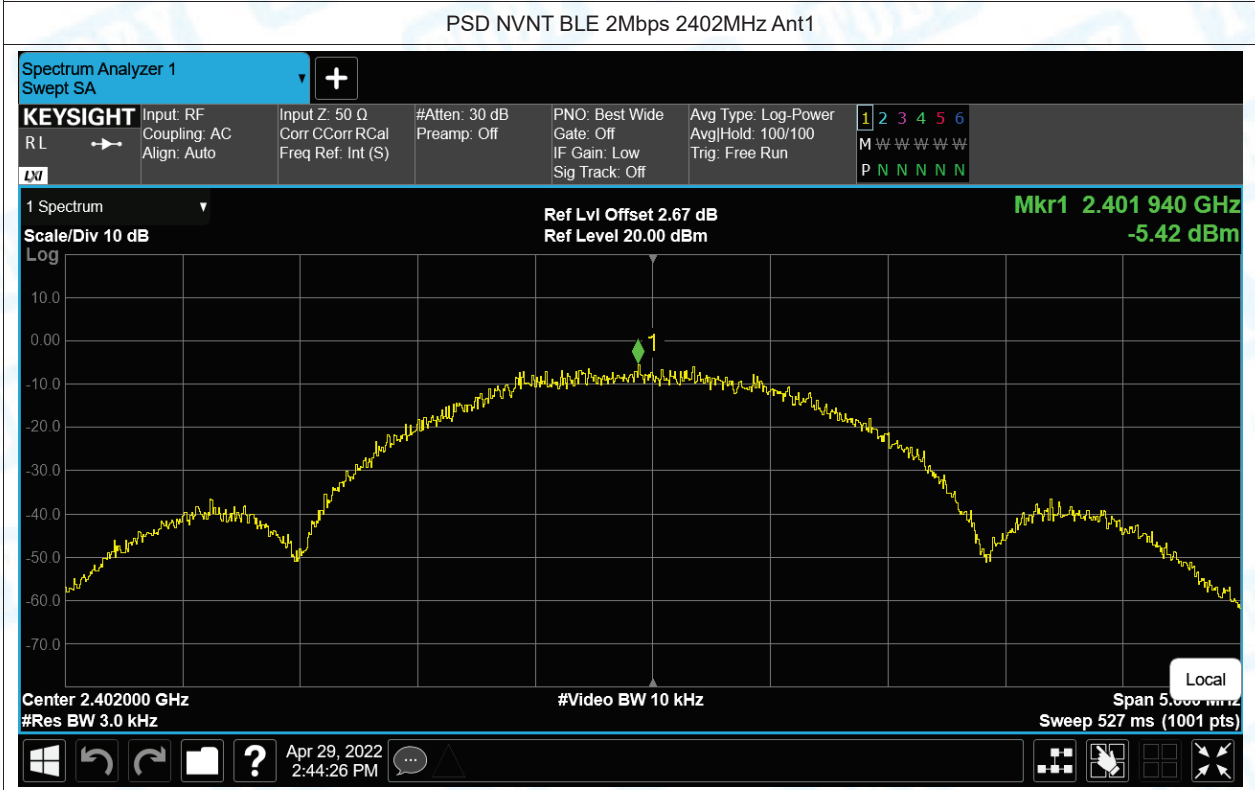 PSD NVNT BLE 2Mbps 2402MHz Ant1
Spectrum Analyzer 1
Swept SA
KEYSIGHT
R L
LXI
Input: RF
Coupling: AC
Align: Auto
Input Z: 50 Ω
Corr CCorr RCal
Freq Ref: Int (S)
#Atten: 30 dB
Preamp: Off
PNO: Best Wide
Gate: Off
IF Gain: Low
Sig Track: Off
Avg Type: Log-Power
Avg|Hold: 100/100
Trig: Free Run
1 2 3 4 5 6
M W W W W W
P N N N N N
1 Spectrum
Scale/Div 10 dB
Log
Ref Lvl Offset 2.67 dB
Ref Level 20.00 dBm
Mkr1 2.401 940 GHz
-5.42 dBm
1
10.0
0.00
-10.0
-20.0
-30.0
-40.0
-50.0
-60.0
-70.0
Center 2.402000 GHz
#Res BW 3.0 kHz
#Video BW 10 kHz
Local
Span 5.000 MHz
Sweep 527 ms (1001 pts)
?
Apr 29, 2022
2:44:26 PM